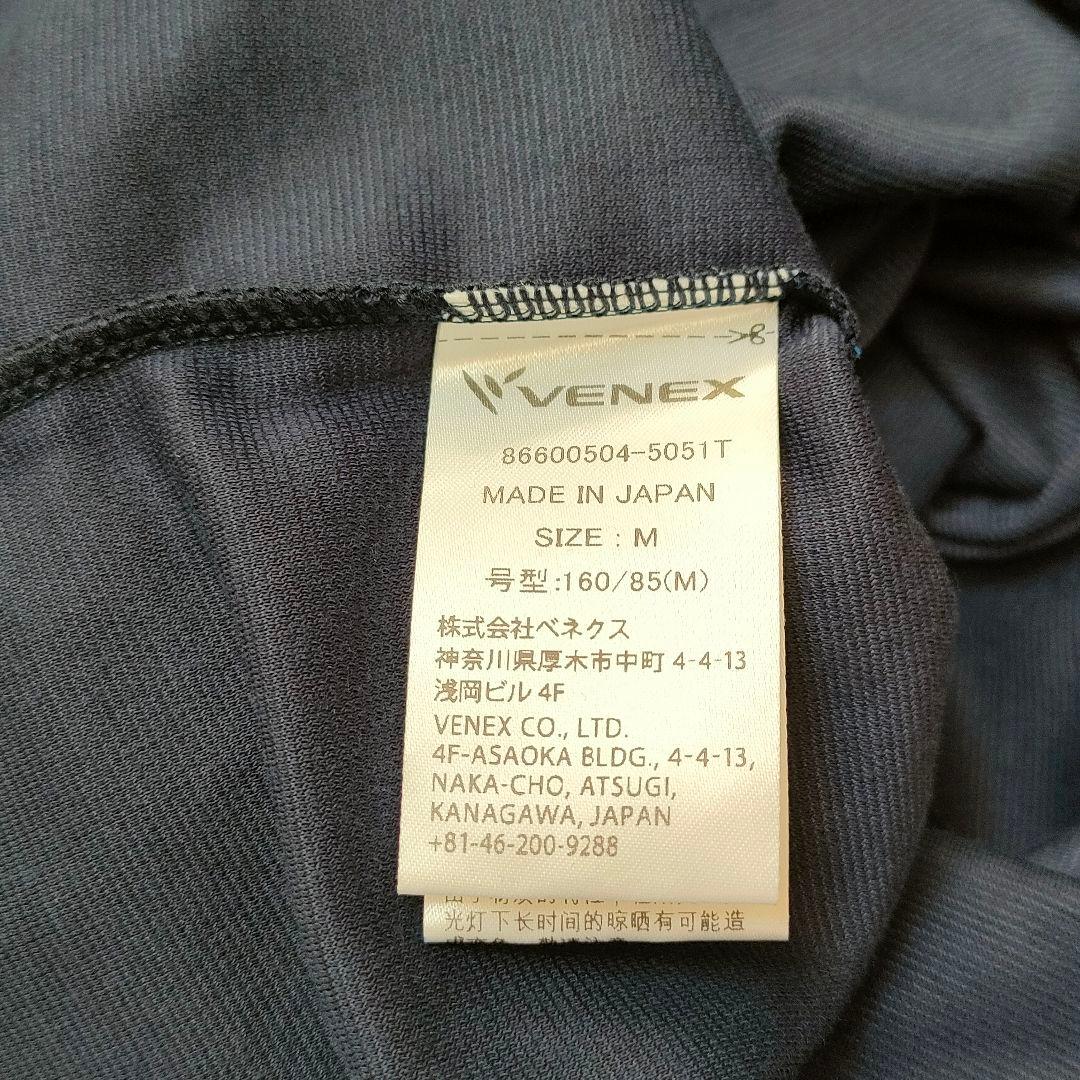 VENEX
86600504-5051T
MADE IN JAPAN
SIZE : M
号型:160/85(M)
株式会社ベネクス
神奈川県厚木市中町 4-4-13
浅岡ビル 4F
VENEX CO., LTD.
4F-ASAOKA BLDG., 4-4-13,
NAKA-CHO, ATSUGI,
KANAGAWA, JAPAN
+81-46-200-9288
光灯下长时间的晾晒有可能造